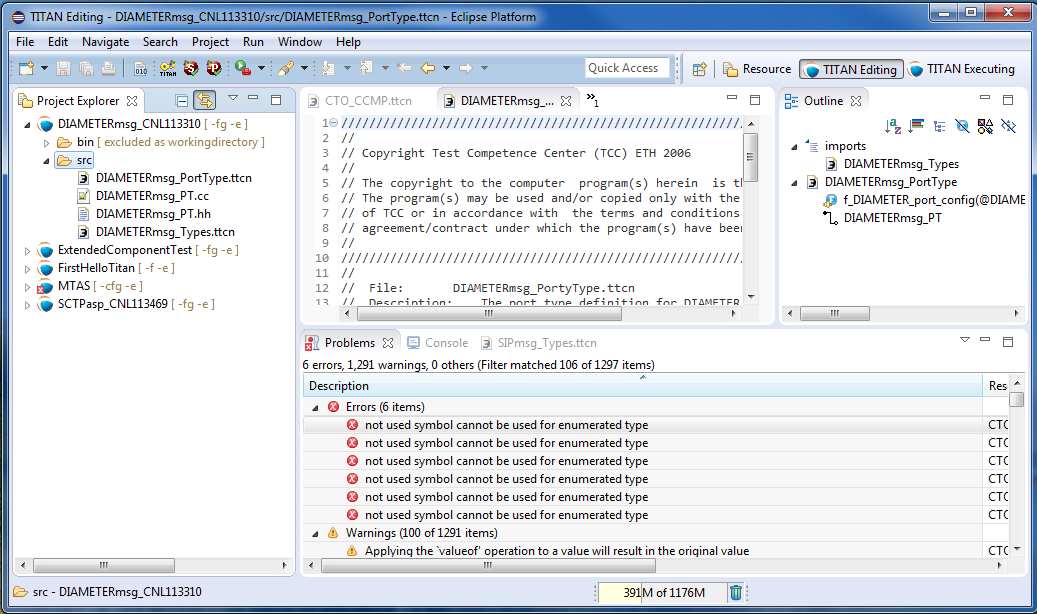 TITAN Editing - DIAMETERmsg_CNL113310/src/DIAMETERmsg_PortType.ttcn - Eclipse Platform
File Edit Navigate Search Project Run Window Help
010 TITAN Quick Access Resource TITAN Editing TITAN Executing
Project Explorer
DIAMETERmsg_CNL113310 [ -fg -e ]
bin [ excluded as workingdirectory ]
src
DIAMETERmsg_PortType.ttcn
DIAMETERmsg_PT.cc
DIAMETERmsg_PT.hh
DIAMETERmsg_Types.ttcn
ExtendedComponentTest [ -fg -e ]
FirstHelloTitan [ -f -e ]
MTAS [ -cfg -e ]
SCTPasp_CNL113469 [ -fg -e ]
CTO_CCMP.ttcn DIAMETERmsg_... »1
1 /////////////////////////////////////////////////////////
2 //
3 // Copyright Test Competence Center (TCC) ETH 2006
4 //
5 // The copyright to the computer  program(s) herein  is th
6 // The program(s) may be used and/or copied only with the
7 // of TCC or in accordance with  the terms and conditions
8 // agreement/contract under which the program(s) have been
9 //
10 /////////////////////////////////////////////////////////
11 //
12 //  File:       DIAMETERmsg_PortyType.ttcn
13 //  Description:    The port type definition for DIAMETER
Outline
imports
DIAMETERmsg_Types
DIAMETERmsg_PortType
f_DIAMETER_port_config(@DIAME
DIAMETERmsg_PT
Problems Console SIPmsg_Types.ttcn
6 errors, 1,291 warnings, 0 others (Filter matched 106 of 1297 items)
Description Res
Errors (6 items)
not used symbol cannot be used for enumerated type CTC
not used symbol cannot be used for enumerated type CTC
not used symbol cannot be used for enumerated type CTC
not used symbol cannot be used for enumerated type CTC
not used symbol cannot be used for enumerated type CTC
not used symbol cannot be used for enumerated type CTC
Warnings (100 of 1291 items)
Applying the `valueof' operation to a value will result in the original value CTC
src - DIAMETERmsg_CNL113310 391M of 1176M